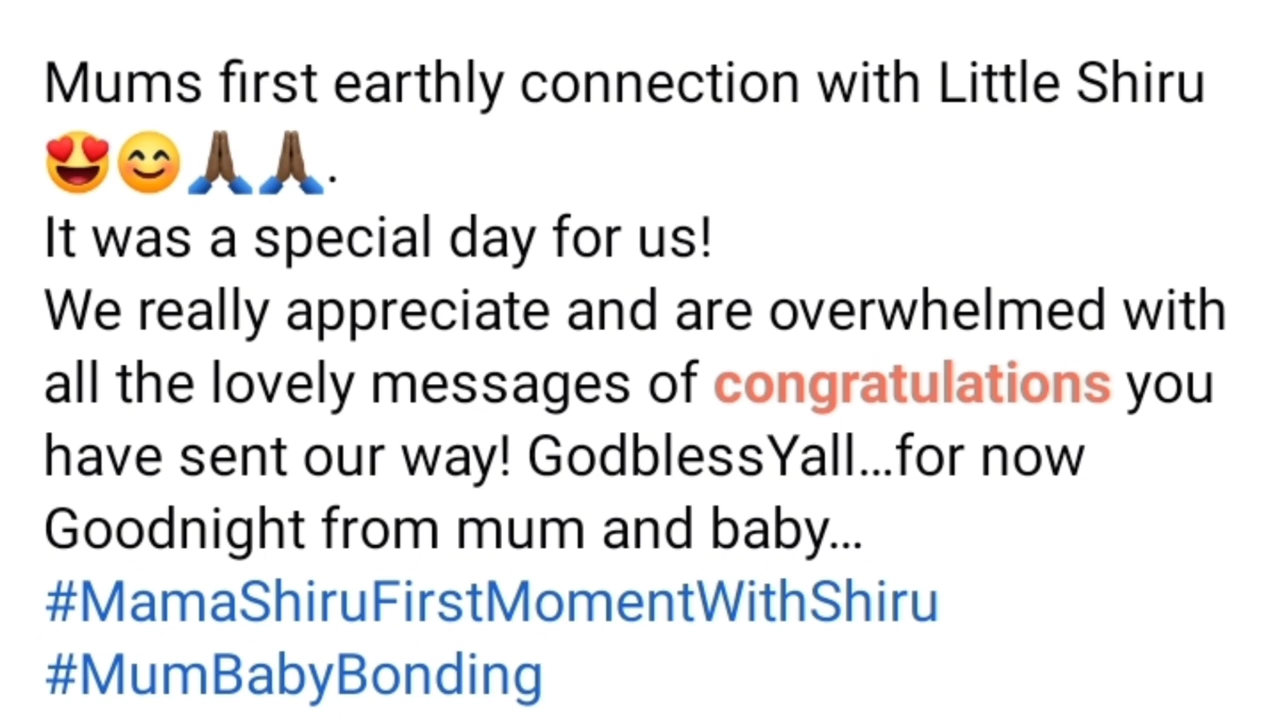 Mums first earthly connection with Little Shiru
😍😊🙏🏾🙏🏾.
It was a special day for us!
We really appreciate and are overwhelmed with
all the lovely messages of congratulations you
have sent our way! GodblessYall…for now
Goodnight from mum and baby…
#MamaShiruFirstMomentWithShiru
#MumBabyBonding